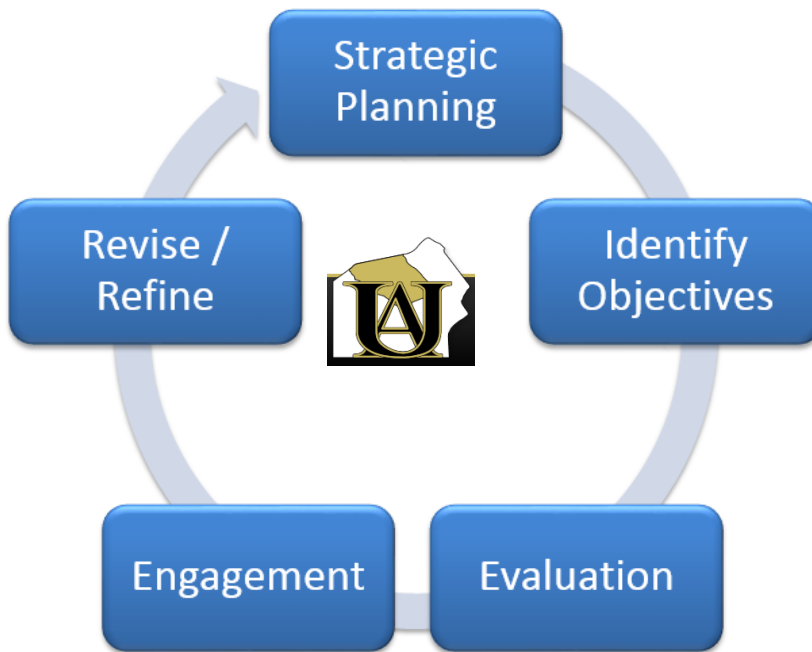 Strategic
Planning
Identify
Objectives
Evaluation
Engagement
Revise /
Refine
UA